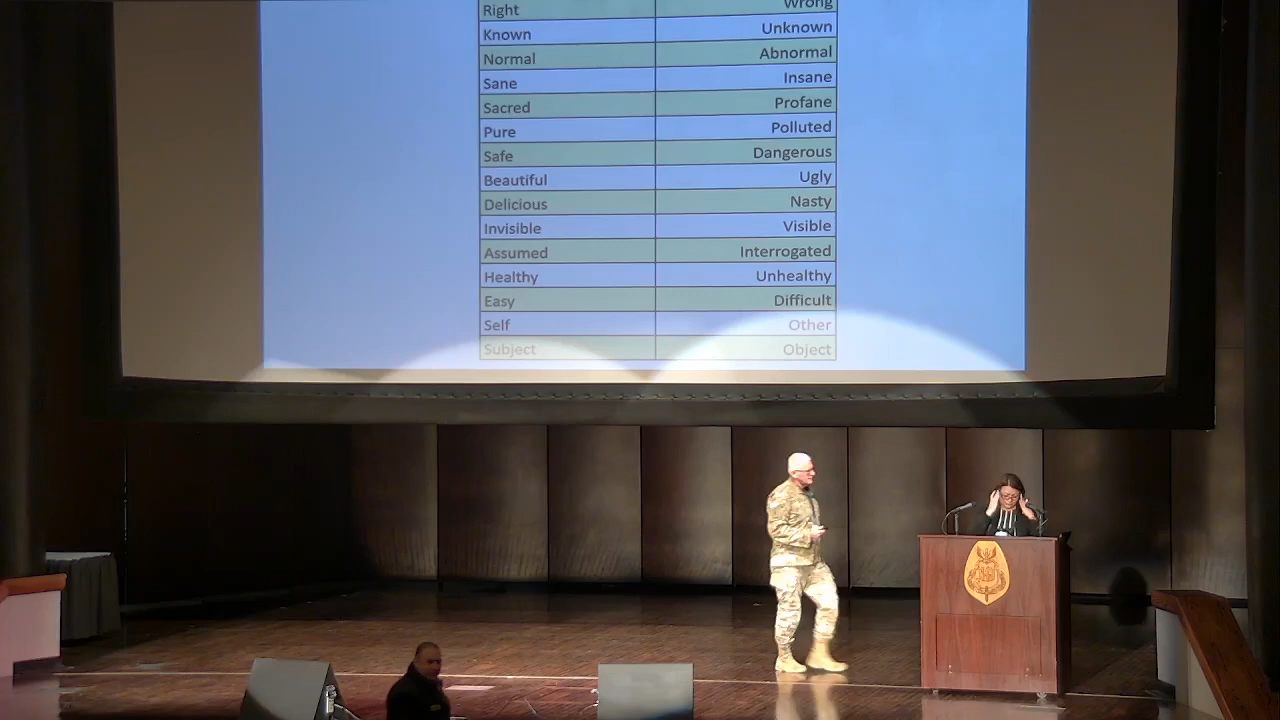 Right Wrong
Known Unknown
Normal Abnormal
Sane Insane
Sacred Profane
Pure Polluted
Safe Dangerous
Beautiful Ugly
Delicious Nasty
Invisible Visible
Assumed Interrogated
Healthy Unhealthy
Easy Difficult
Self Other
Subject Object